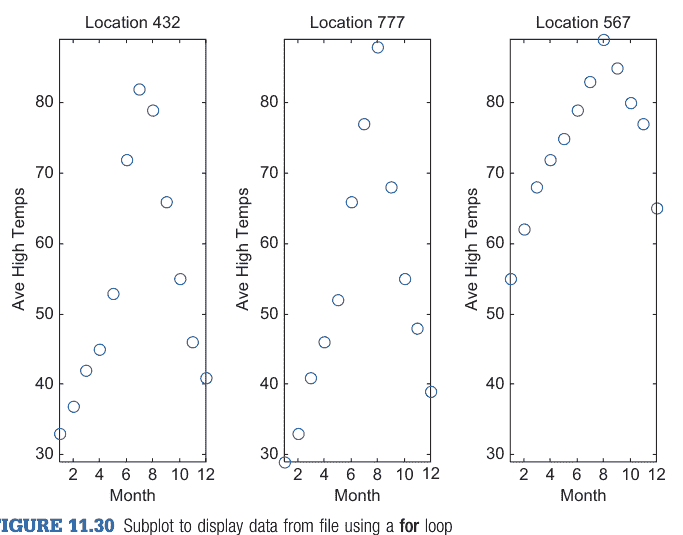 Location 432
Location 777
Location 567
Ave High Temps
80
70
60
50
40
30
2 4 6 8 10 12
Month
Ave High Temps
80
70
60
50
40
30
2 4 6 8 10 12
Month
Ave High Temps
80
70
60
50
40
30
2 4 6 8 10 12
Month
IGURE 11.30 Subplot to display data from file using a for loop